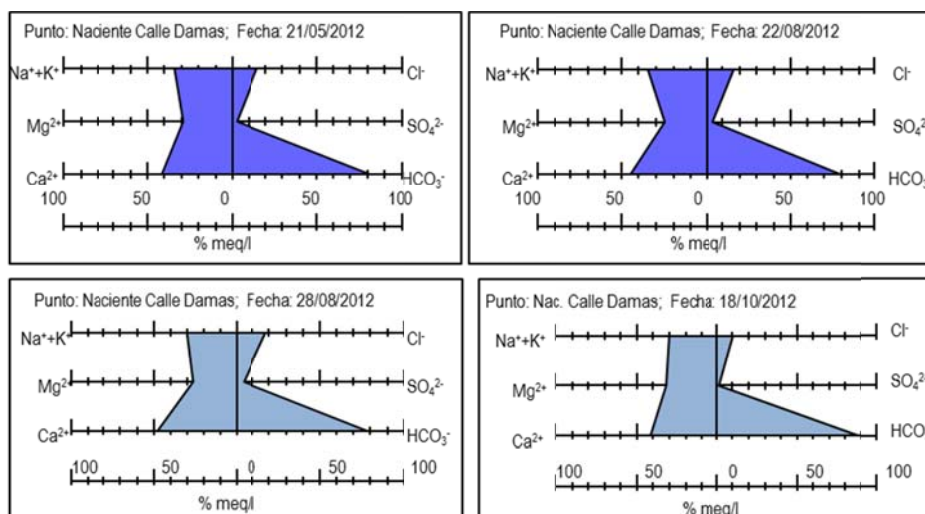 Punto: Naciente Calle Damas; Fecha: 21/05/2012
Na⁺+K⁺ Cl⁻
Mg²⁺ SO₄²⁻
Ca²⁺ HCO₃⁻
100 50 0 50 100
% meq/l
Punto: Naciente Calle Damas; Fecha: 22/08/2012
Na⁺+K⁺ Cl⁻
Mg²⁺ SO₄²
Ca²⁺ HCO₃
100 50 0 50 100
% meq/l
Punto: Naciente Calle Damas; Fecha: 28/08/2012
Na⁺+K⁺ Cl⁻
Mg²⁺ SO₄²⁻
Ca²⁺ HCO₃⁻
100 50 0 50 100
% meq/l
Punto: Nac. Calle Damas; Fecha: 18/10/2012
Na⁺+K⁺ Cl⁻
Mg²⁺ SO₄²⁻
Ca²⁺ HCO
100 50 0 50 100
% meq/l